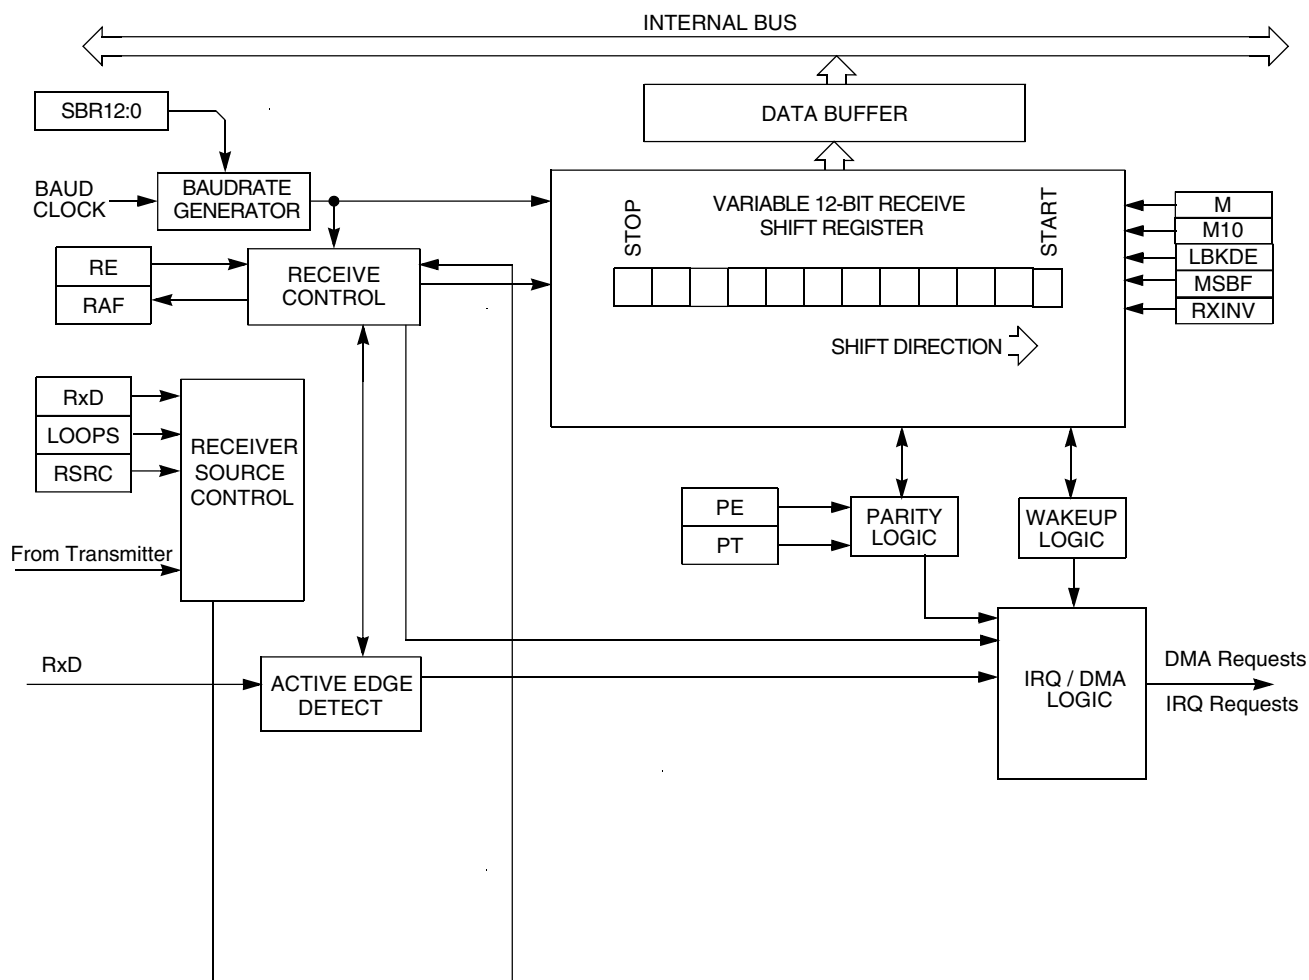 INTERNAL BUS
SBR12:0
DATA BUFFER
BAUD
CLOCK
BAUDRATE
GENERATOR
STOP
VARIABLE 12-BIT RECEIVE
SHIFT REGISTER
START
M
M10
LBKDE
MSBF
RXINV
RE
RAF
RECEIVE
CONTROL
SHIFT DIRECTION
RxD
LOOPS
RSRC
RECEIVER
SOURCE
CONTROL
From Transmitter
PE
PT
PARITY
LOGIC
WAKEUP
LOGIC
RxD
ACTIVE EDGE
DETECT
IRQ / DMA
LOGIC
DMA Requests
IRQ Requests